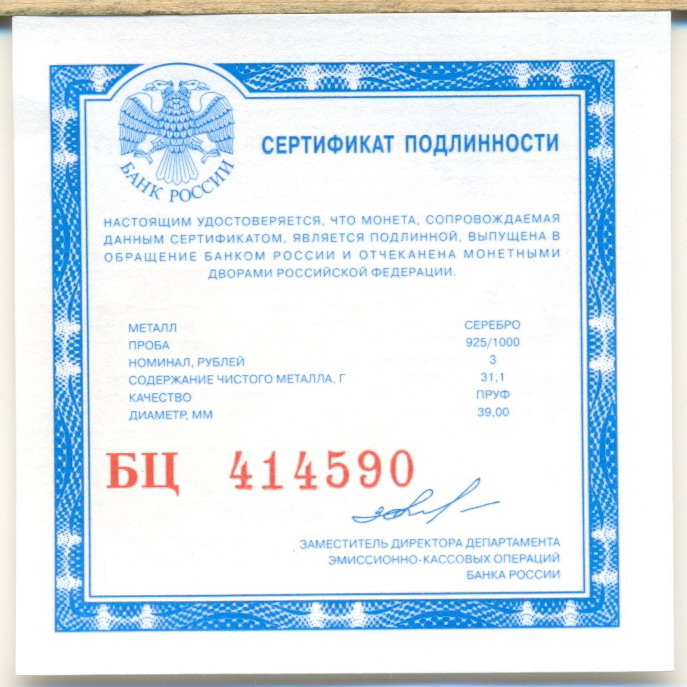 СЕРТИФИКАТ ПОДЛИННОСТИ
БАНК РОССИИ
НАСТОЯЩИМ УДОСТОВЕРЯЕТСЯ, ЧТО МОНЕТА, СОПРОВОЖДАЕМАЯ
ДАННЫМ СЕРТИФИКАТОМ, ЯВЛЯЕТСЯ ПОДЛИННОЙ, ВЫПУЩЕНА В
ОБРАЩЕНИЕ БАНКОМ РОССИИ И ОТЧЕКАНЕНА МОНЕТНЫМИ
ДВОРАМИ РОССИЙСКОЙ ФЕДЕРАЦИИ.
МЕТАЛЛ СЕРЕБРО
ПРОБА 925/1000
НОМИНАЛ, РУБЛЕЙ 3
СОДЕРЖАНИЕ ЧИСТОГО МЕТАЛЛА, Г 31,1
КАЧЕСТВО ПРУФ
ДИАМЕТР, ММ 39,00
БЦ 414590
ЗАМЕСТИТЕЛЬ ДИРЕКТОРА ДЕПАРТАМЕНТА
ЭМИССИОННО-КАССОВЫХ ОПЕРАЦИЙ
БАНКА РОССИИ